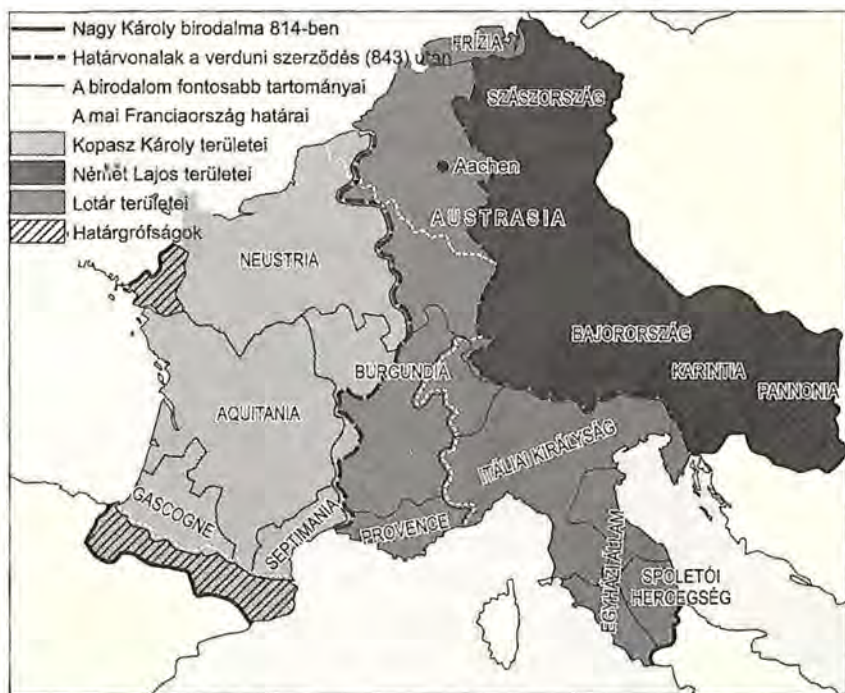 Nagy Károly birodalma 814-ben
Határvonalak a verduni szerződés (843) után
A birodalom fontosabb tartományai
A mai Franciaország határai
Kopasz Károly területei
Német Lajos területei
Lotár területei
Határgrófságok
FRÍZIA
SZÁSZORSZÁG
Aachen
AUSTRASIA
NEUSTRIA
BAJORORSZÁG
BURGUNDIA
KARINTIA
PANNONIA
AQUITANIA
ITÁLIAI KIRÁLYSÁG
GASCOGNE
SEPTIMANIA
PROVENCE
EGYHÁZI ÁLLAM
SPOLETÓI
HERCEGSÉG